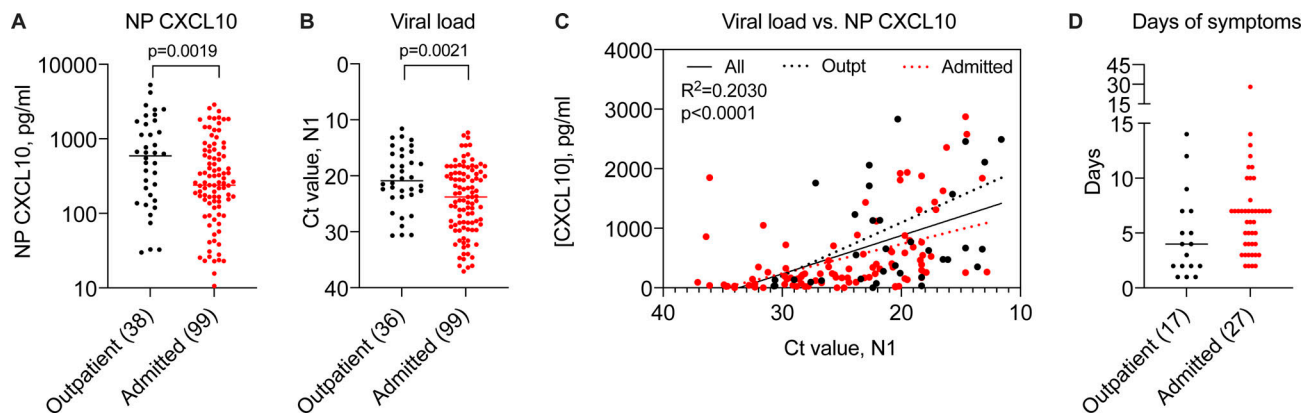 A
NP CXCL10
p=0.0019
NP CXCL10, pg/ml
10000
1000
100
10
Outpatient (38)
Admitted (99)
B
Viral load
p=0.0021
Ct value, N1
0
10
20
30
40
Outpatient (36)
Admitted (99)
C
Viral load vs. NP CXCL10
[CXCL10], pg/ml
4000
3000
2000
1000
0
All
Outpt
Admitted
R²=0.2030
p<0.0001
40
30
20
10
Ct value, N1
D
Days of symptoms
Days
45
30
15
15
10
5
0
Outpatient (17)
Admitted (27)